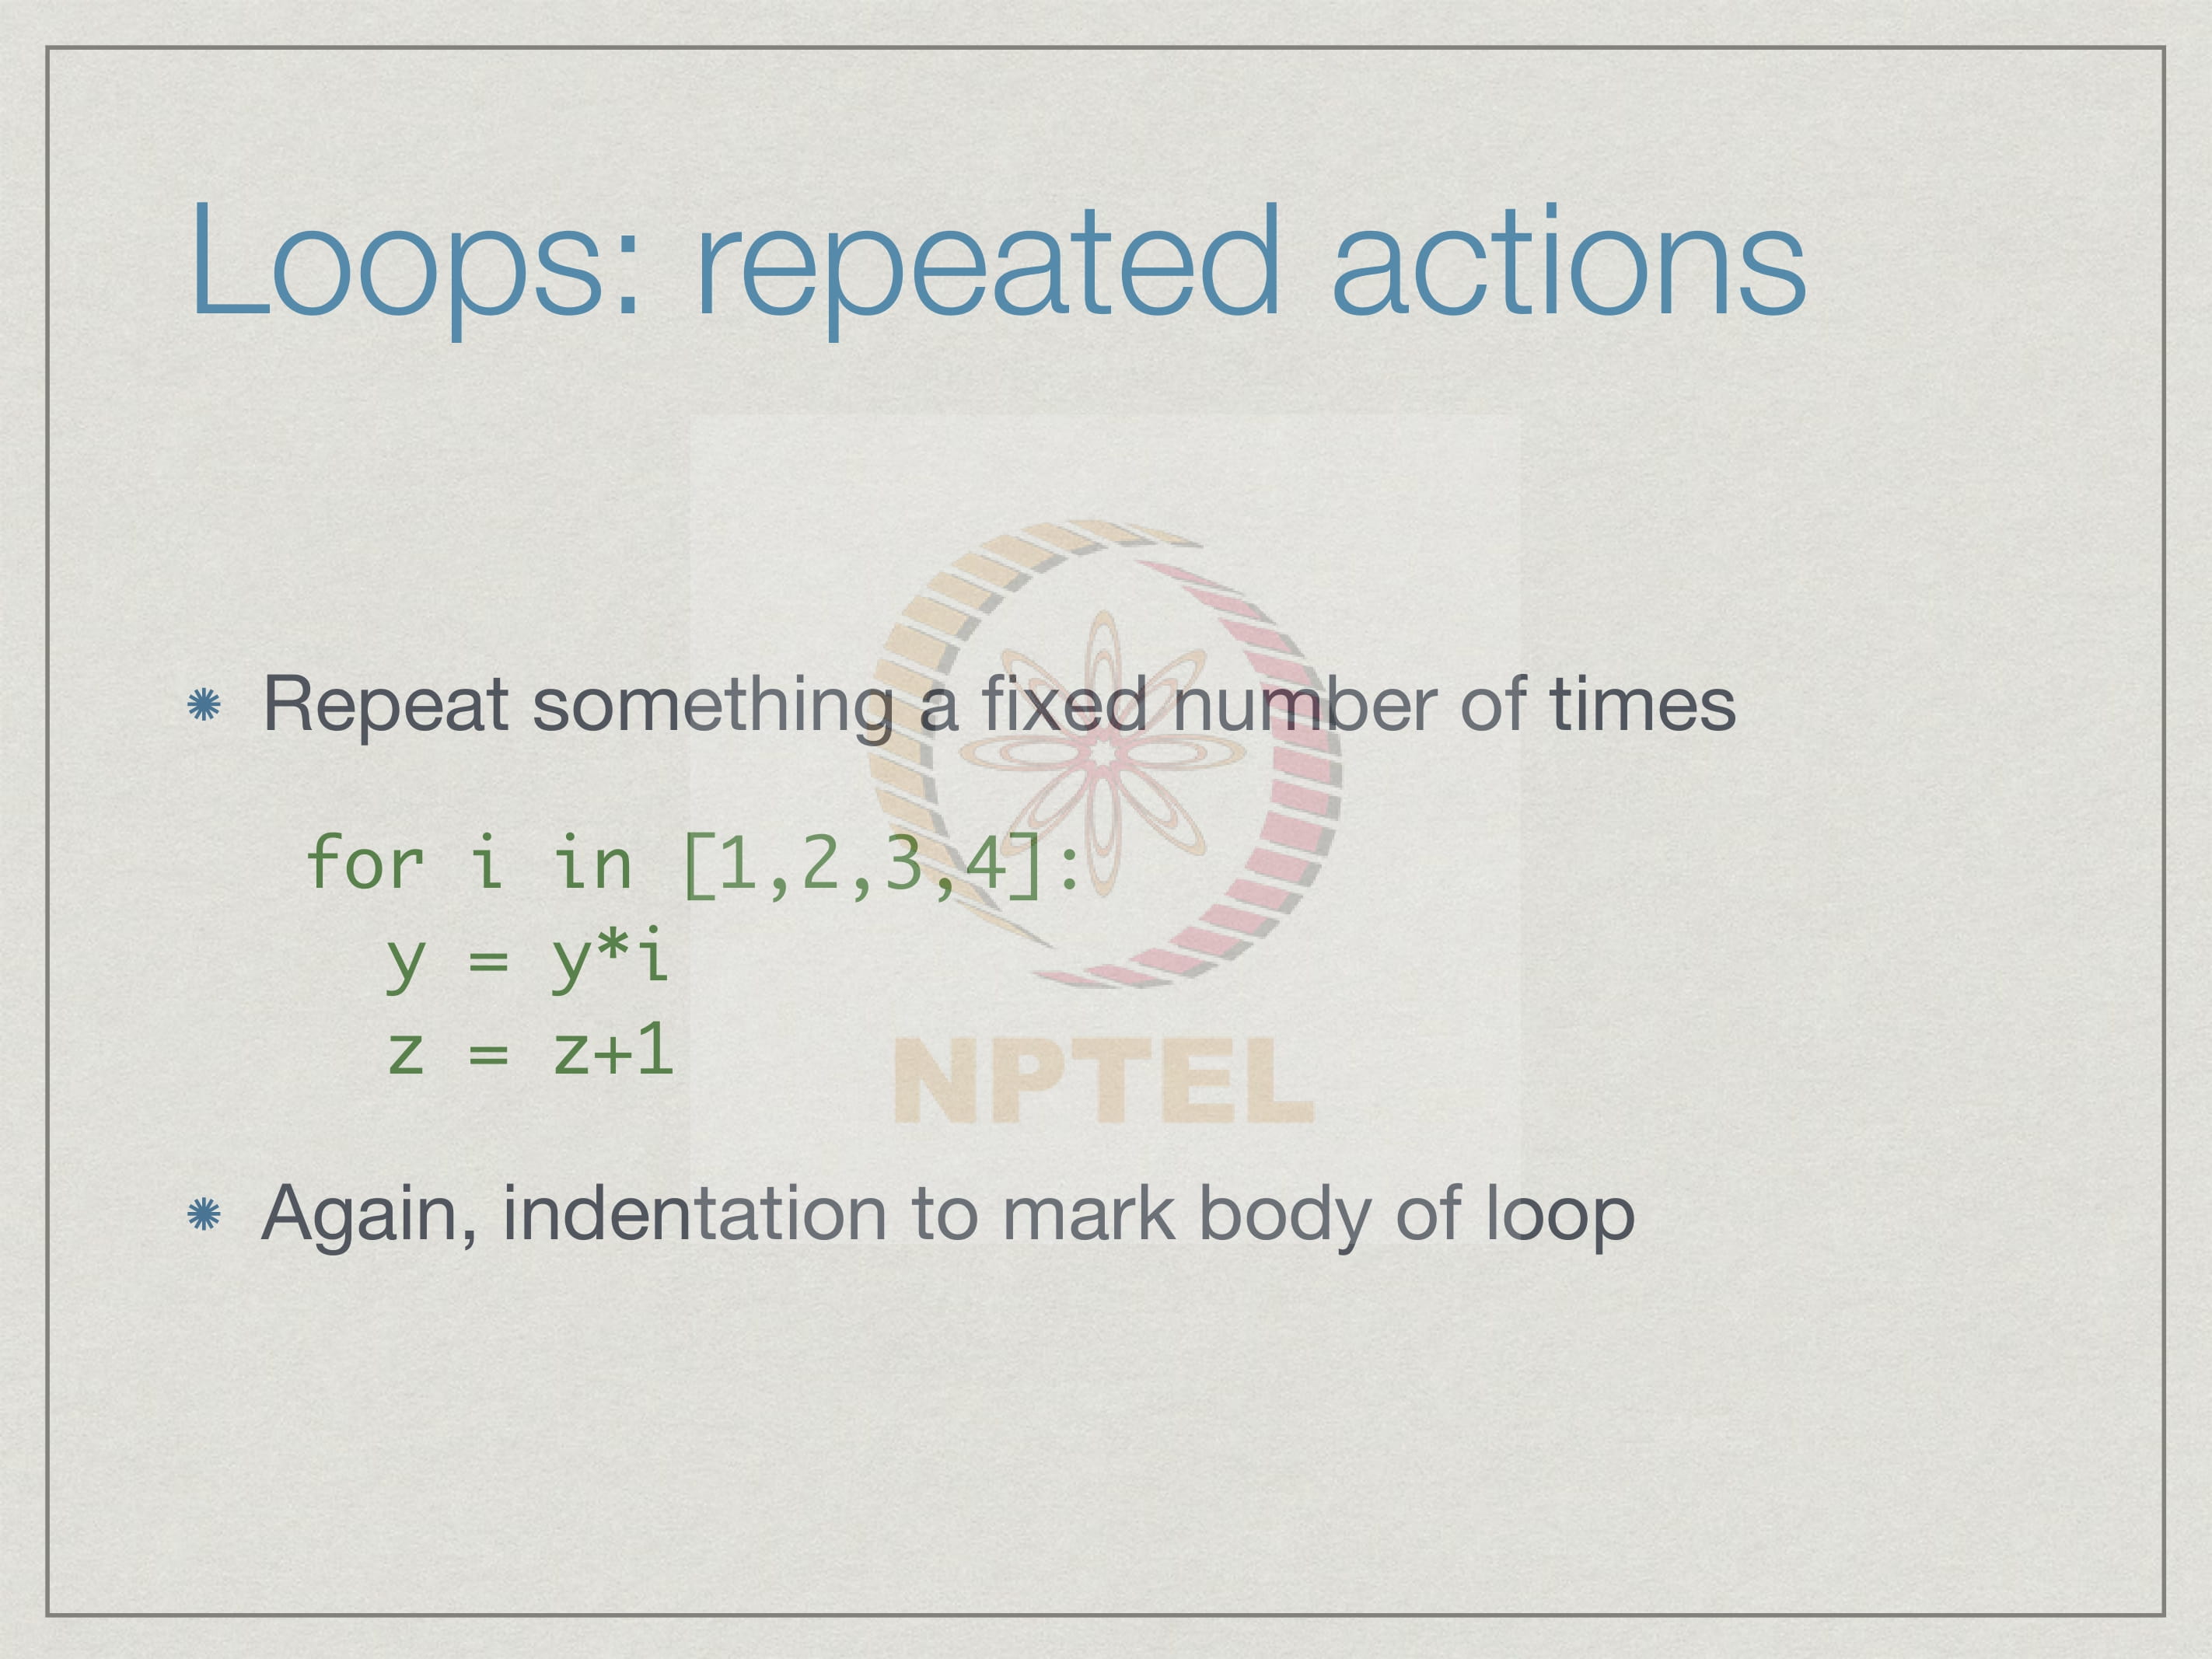 Loops: repeated actions
Repeat something a fixed number of times
for i in [1,2,3,4]:
y = y*i
z = z+1
NPTEL
Again, indentation to mark body of loop